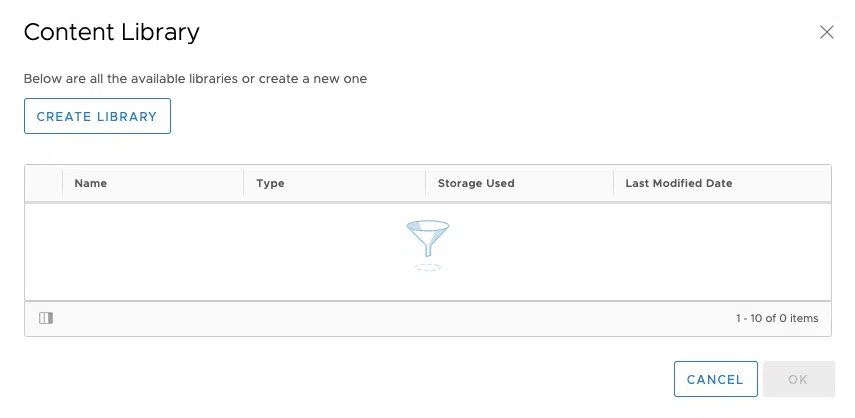 Content Library
Below are all the available libraries or create a new one
CREATE LIBRARY
Name Type Storage Used Last Modified Date
1 - 10 of 0 items
CANCEL OK